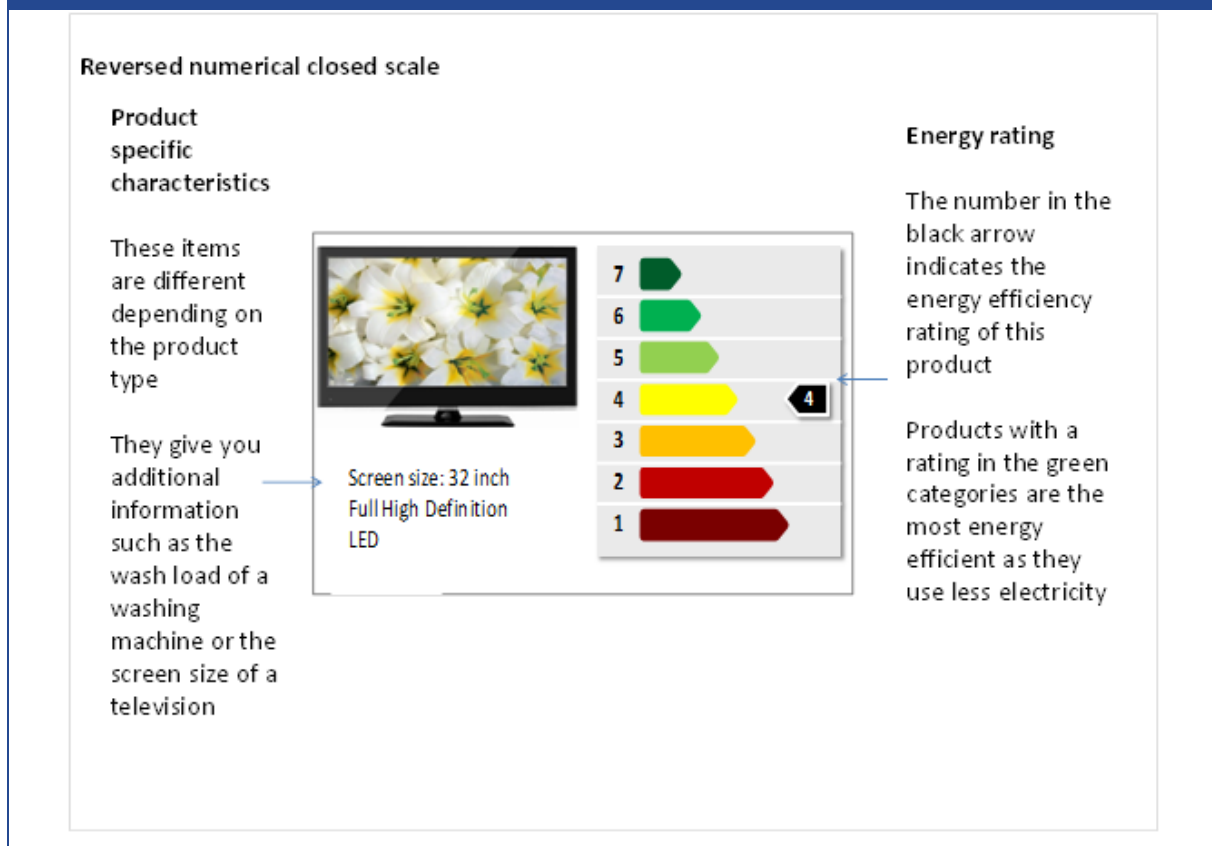 Reversed numerical closed scale
Product
specific
characteristics
These items
are different
depending on
the product
type
They give you
additional
information
such as the
wash load of a
washing
machine or the
screen size of a
television
Screen size: 32 inch
Full High Definition
LED
7
6
5
4
4
3
2
1
Energy rating
The number in the
black arrow
indicates the
energy efficiency
rating of this
product
Products with a
rating in the green
categories are the
most energy
efficient as they
use less electricity